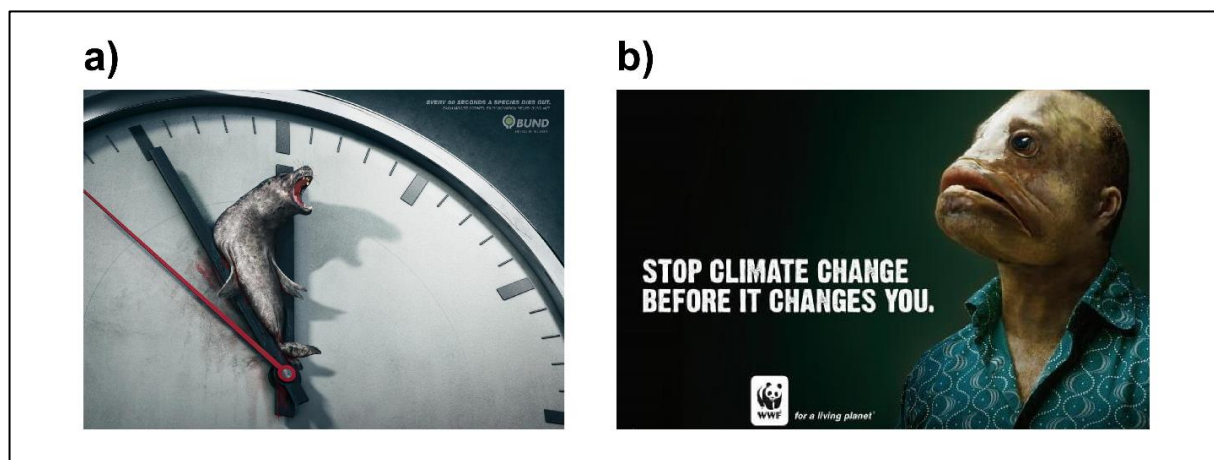 a)
b)
EVERY 60 SECONDS A SPECIES DIES OUT.
BUND
STOP CLIMATE CHANGE
BEFORE IT CHANGES YOU.
WWF
for a living planet